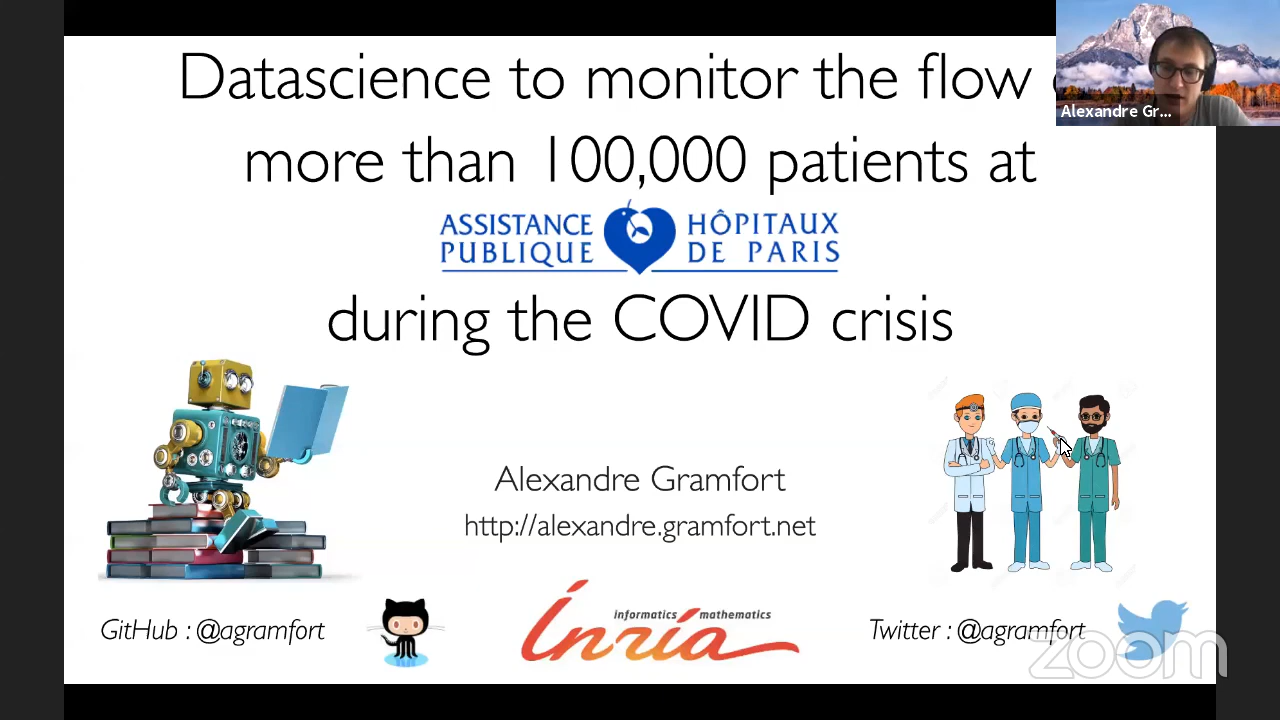 Datascience to monitor the flow
more than 100,000 patients at
ASSISTANCE HÔPITAUX
PUBLIQUE DE PARIS
during the COVID crisis
Alexandre Gr...
Alexandre Gramfort
http://alexandre.gramfort.net
informatics mathematics
Inria
GitHub : @agramfort
Twitter : @agramfort
zoom